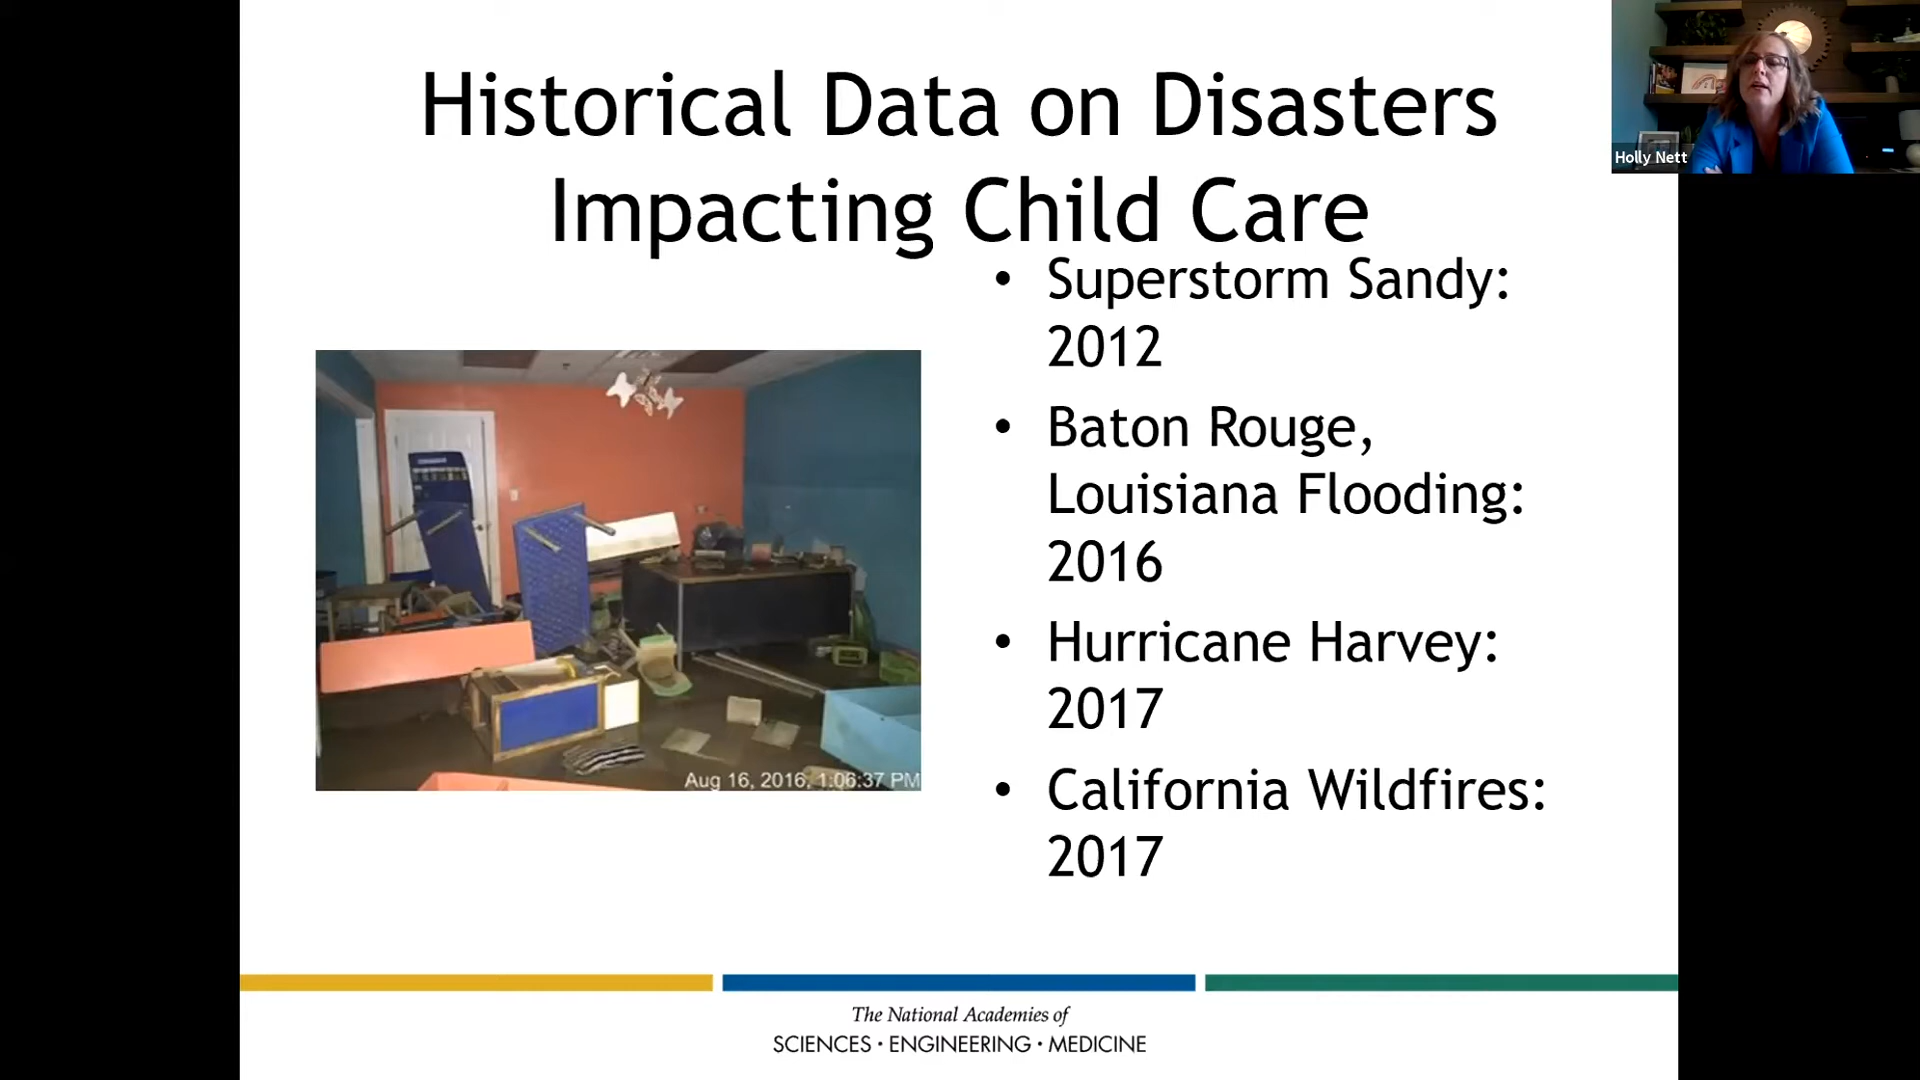 Historical Data on Disasters
Impacting Child Care
• Superstorm Sandy:
2012
• Baton Rouge,
Louisiana Flooding:
2016
• Hurricane Harvey:
2017
• California Wildfires:
2017
Aug 16, 2016, 1:06:37 PM
Holly Nett
The National Academies of
SCIENCES · ENGINEERING · MEDICINE